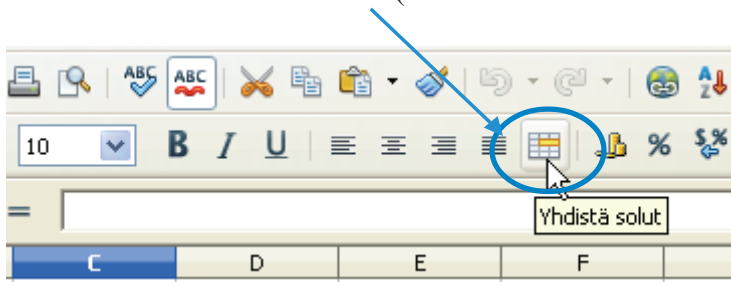 (
ABC ABC A Z
10 B I U % $%
=
Yhdistä solut
C D E F